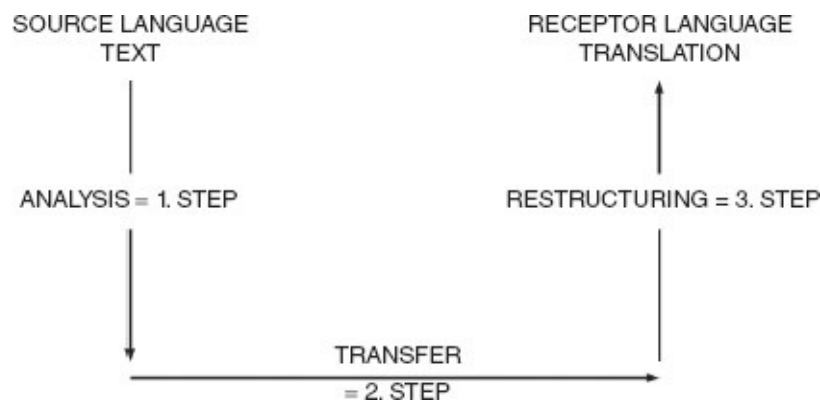 SOURCE LANGUAGE
TEXT
RECEPTOR LANGUAGE
TRANSLATION
ANALYSIS = 1. STEP
RESTRUCTURING = 3. STEP
TRANSFER
= 2. STEP